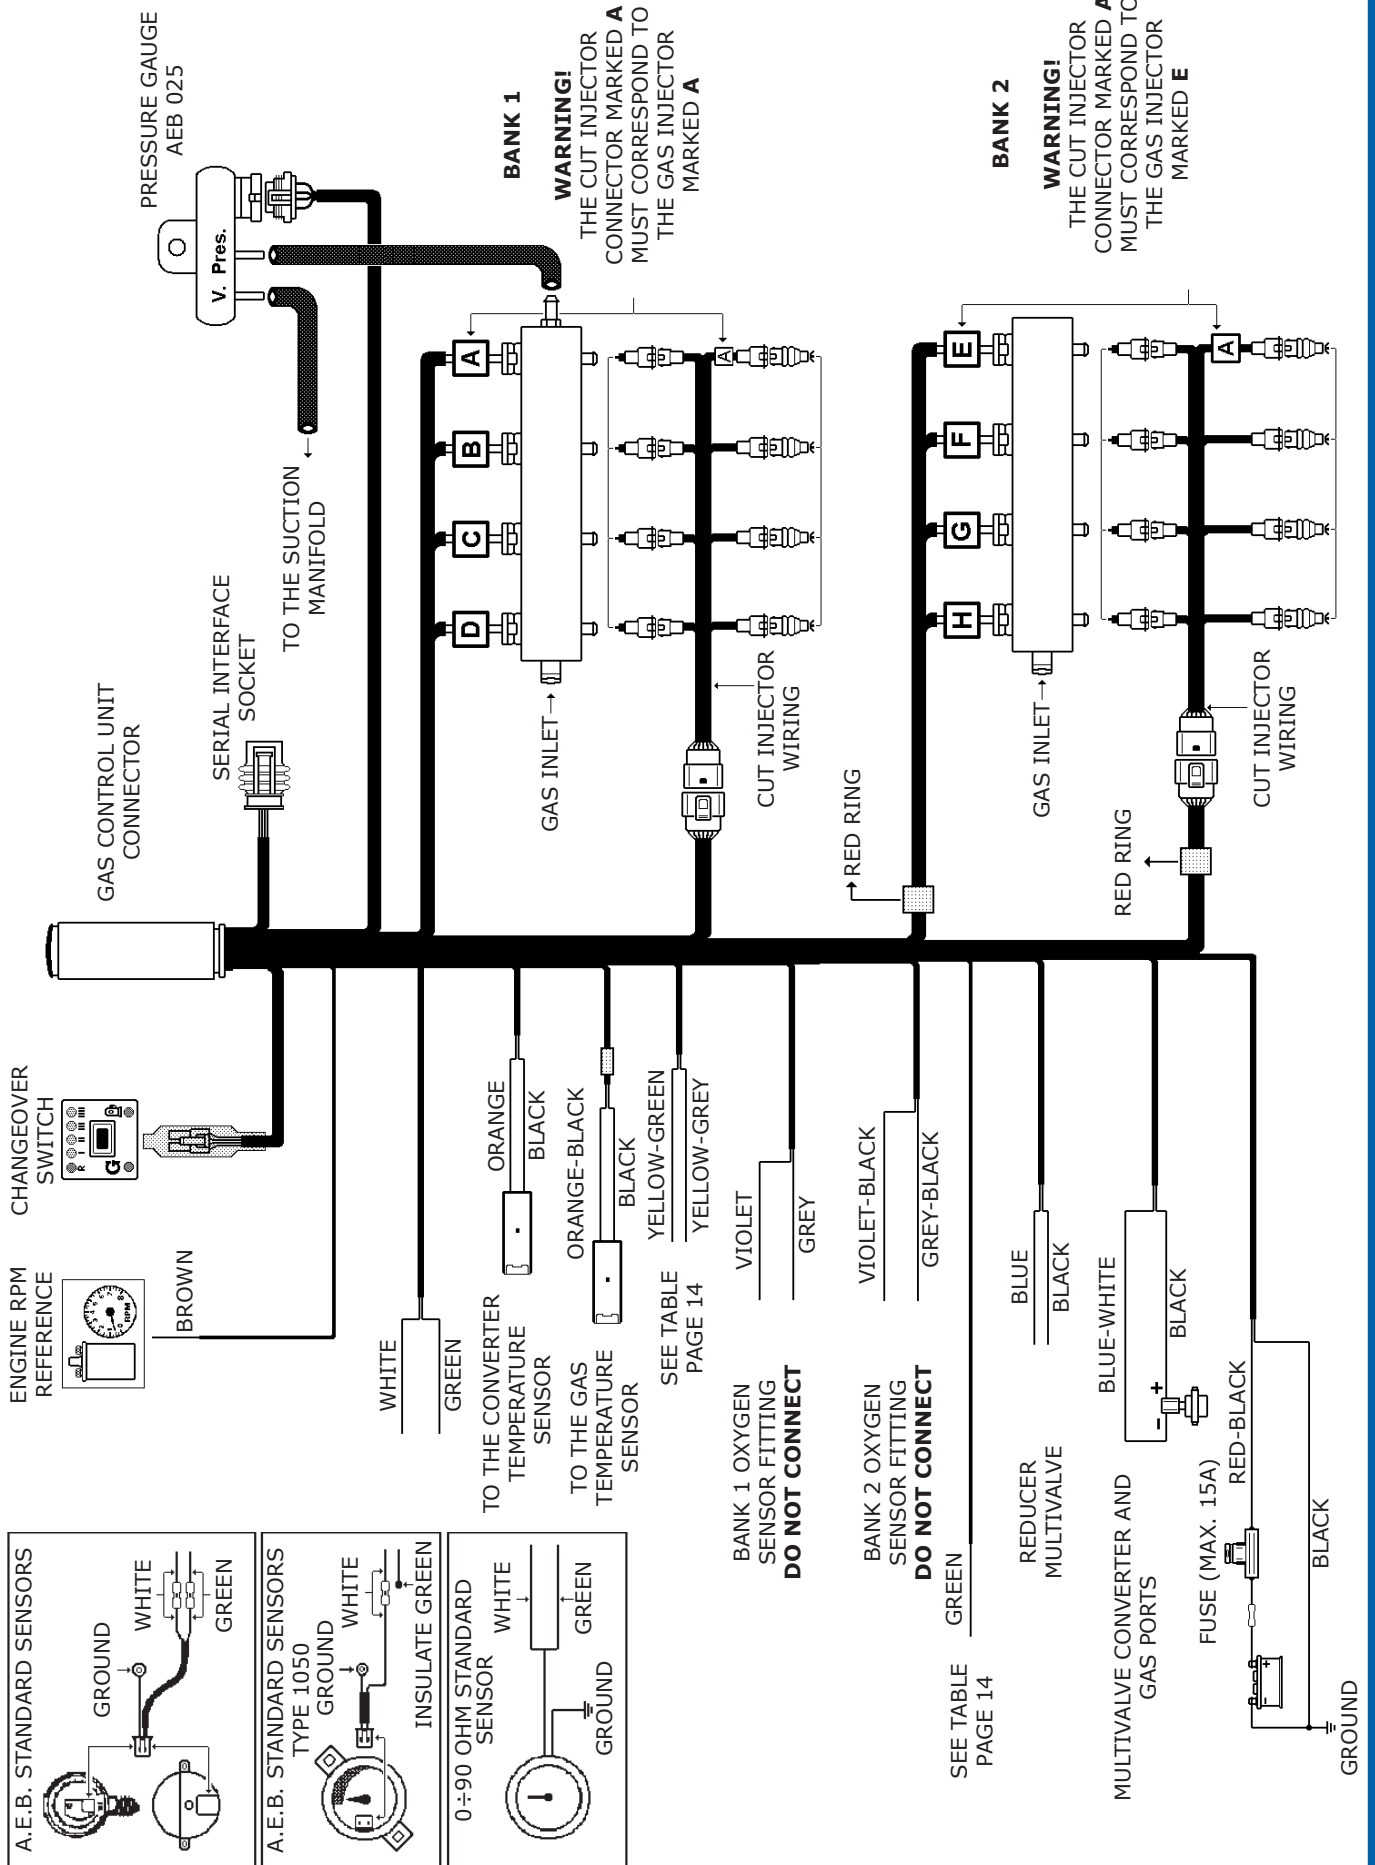 A.E.B. STANDARD SENSORS
GROUND
WHITE
GREEN
A.E.B. STANDARD SENSORS
TYPE 1050
GROUND
WHITE
INSULATE GREEN
0÷90 OHM STANDARD
SENSOR
WHITE
GREEN
GROUND
ENGINE RPM
REFERENCE
RPM
BROWN
CHANGEOVER
SWITCH
R I II III IIII
G
GAS CONTROL UNIT
CONNECTOR
SERIAL INTERFACE
SOCKET
PRESSURE GAUGE
AEB 025
V. Pres.
TO THE SUCTION
MANIFOLD
WHITE
GREEN
TO THE CONVERTER
TEMPERATURE
SENSOR
ORANGE
BLACK
TO THE GAS
TEMPERATURE
SENSOR
ORANGE-BLACK
BLACK
SEE TABLE
PAGE 14
YELLOW-GREEN
YELLOW-GREY
BANK 1 OXYGEN
SENSOR FITTING
DO NOT CONNECT
VIOLET
GREY
BANK 2 OXYGEN
SENSOR FITTING
DO NOT CONNECT
VIOLET-BLACK
GREY-BLACK
SEE TABLE
PAGE 14
GREEN
REDUCER
MULTIVALVE
BLUE
BLACK
MULTIVALVE CONVERTER AND
GAS PORTS
BLUE-WHITE
BLACK
- +
FUSE (MAX. 15A)
RED-BLACK
BLACK
- +
GROUND
BANK 1
WARNING!
THE CUT INJECTOR
CONNECTOR MARKED A
MUST CORRESPOND TO
THE GAS INJECTOR
MARKED A
D C B A
GAS INLET
A
CUT INJECTOR
WIRING
BANK 2
WARNING!
THE CUT INJECTOR
CONNECTOR MARKED A
MUST CORRESPOND TO
THE GAS INJECTOR
MARKED E
RED RING
H G F E
GAS INLET
A
RED RING
CUT INJECTOR
WIRING